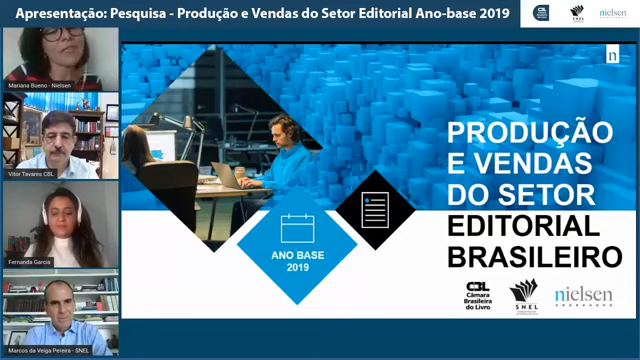 Apresentação: Pesquisa - Produção e Vendas do Setor Editorial Ano-base 2019
CBL
SNEL
nielsen
Mariana Bueno - Nielsen
Vitor Tavares CBL
Fernanda Garcia
Marcos da Veiga Pereira - SNEL
n
PRODUÇÃO
E VENDAS
DO SETOR
EDITORIAL
BRASILEIRO
ANO BASE
2019
CBL
Câmara
Brasileira
do Livro
SNEL
nielsen